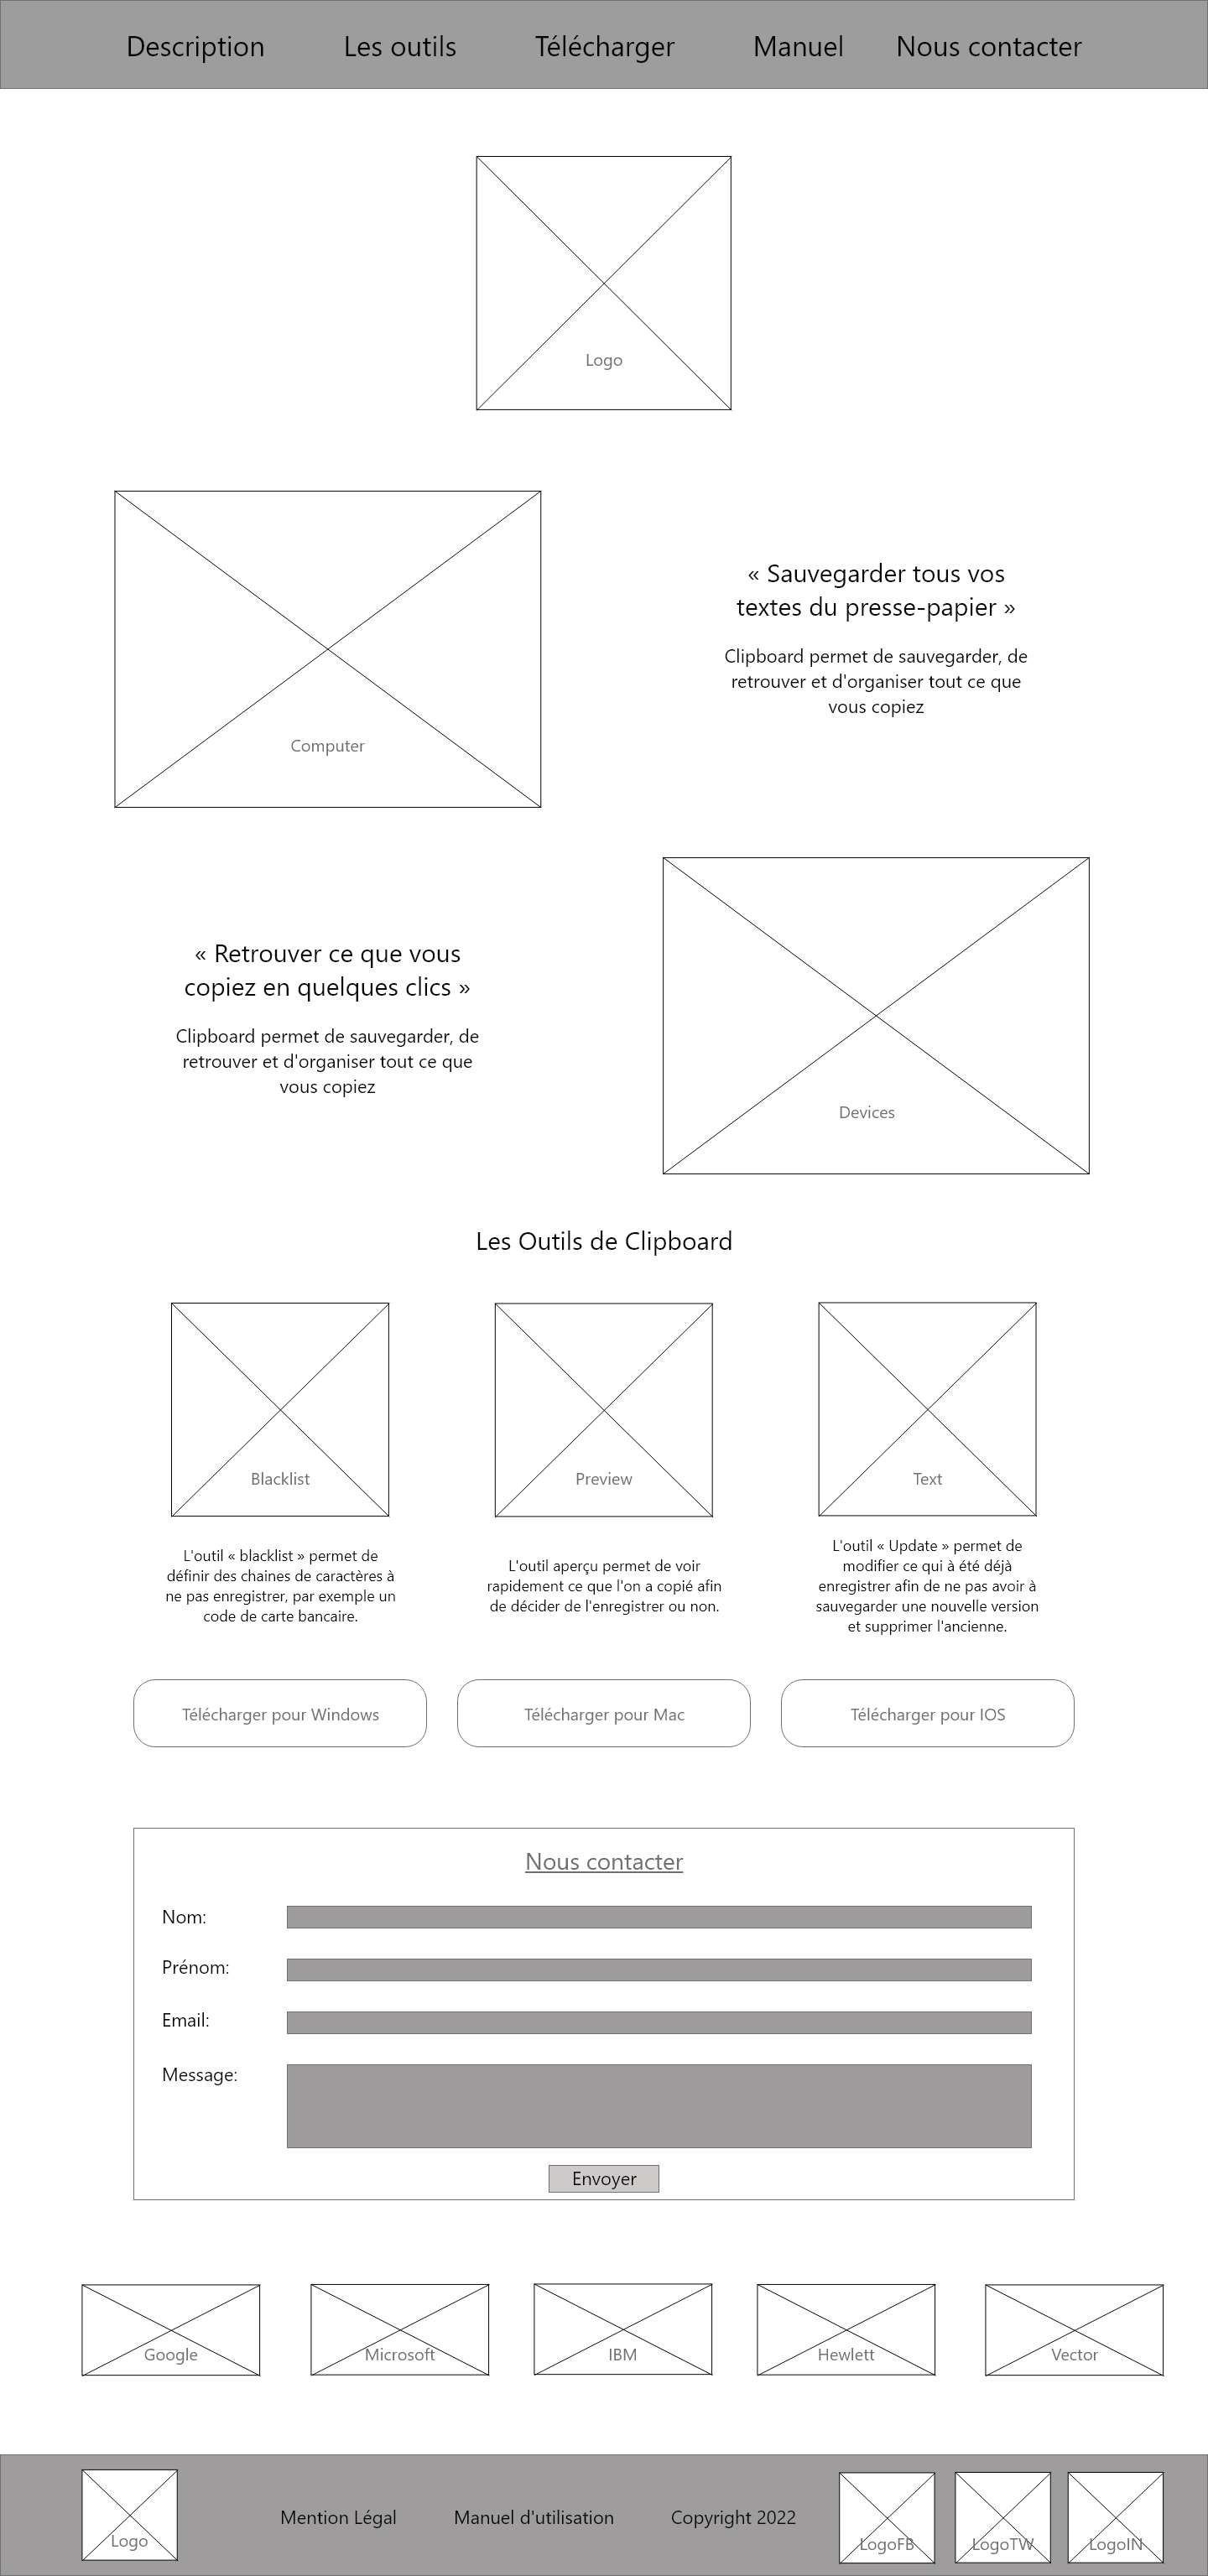 Description Les outils Télécharger Manuel Nous contacter
Logo
Computer
« Sauvegarder tous vos
textes du presse-papier »
Clipboard permet de sauvegarder, de
retrouver et d'organiser tout ce que
vous copiez
« Retrouver ce que vous
copiez en quelques clics »
Clipboard permet de sauvegarder, de
retrouver et d'organiser tout ce que
vous copiez
Devices
Les Outils de Clipboard
Blacklist
L'outil « blacklist » permet de
définir des chaines de caractères à
ne pas enregistrer, par exemple un
code de carte bancaire.
Preview
L'outil aperçu permet de voir
rapidement ce que l'on a copié afin
de décider de l'enregistrer ou non.
Text
L'outil « Update » permet de
modifier ce qui à été déjà
enregistrer afin de ne pas avoir à
sauvegarder une nouvelle version
et supprimer l'ancienne.
Télécharger pour Windows
Télécharger pour Mac
Télécharger pour IOS
Nous contacter
Nom:
Prénom:
Email:
Message:
Envoyer
Google
Microsoft
IBM
Hewlett
Vector
Logo
Mention Légal
Manuel d'utilisation
Copyright 2022
LogoFB
LogoTW
LogoIN